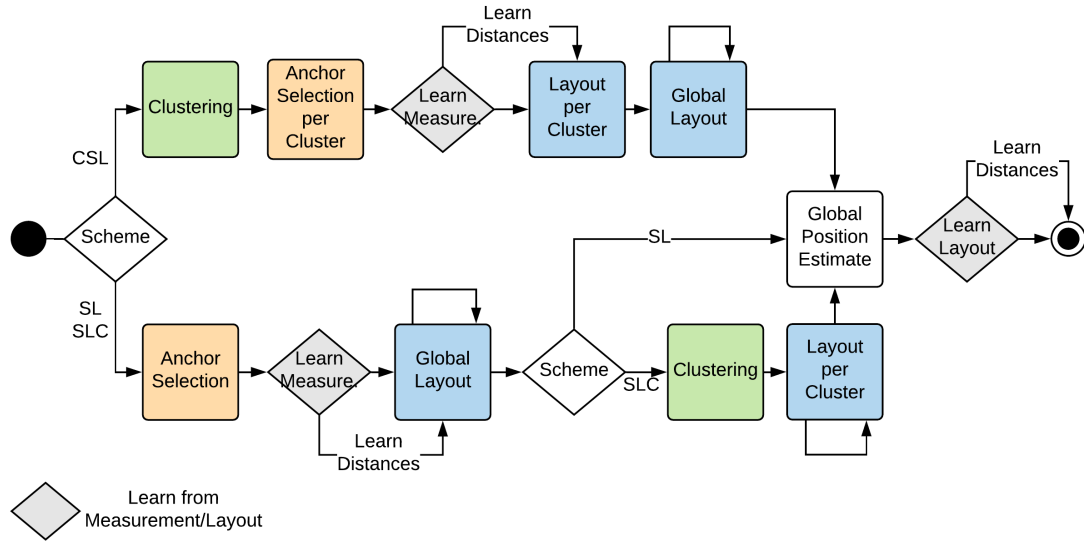 Learn
Distances
Clustering
Anchor
Selection
per
Cluster
Learn
Measure.
Layout
per
Cluster
Global
Layout
CSL
Learn
Distances
Scheme
SL
Global
Position
Estimate
Learn
Layout
SL
SLC
Anchor
Selection
Learn
Measure.
Global
Layout
Scheme
SLC
Clustering
Layout
per
Cluster
Learn
Distances
Learn from
Measurement/Layout